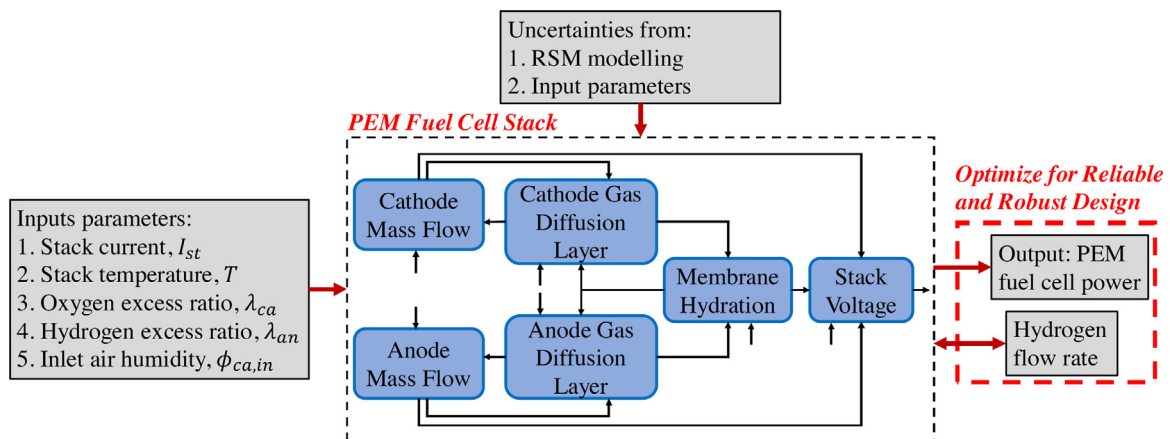 Uncertainties from:
1. RSM modelling
2. Input parameters
PEM Fuel Cell Stack
Inputs parameters:
1. Stack current, I_st
2. Stack temperature, T
3. Oxygen excess ratio, λ_ca
4. Hydrogen excess ratio, λ_an
5. Inlet air humidity, ϕ_ca,in
Cathode
Mass Flow
Cathode Gas
Diffusion
Layer
Membrane
Hydration
Stack
Voltage
Anode
Mass Flow
Anode Gas
Diffusion
Layer
Optimize for Reliable
and Robust Design
Output: PEM
fuel cell power
Hydrogen
flow rate